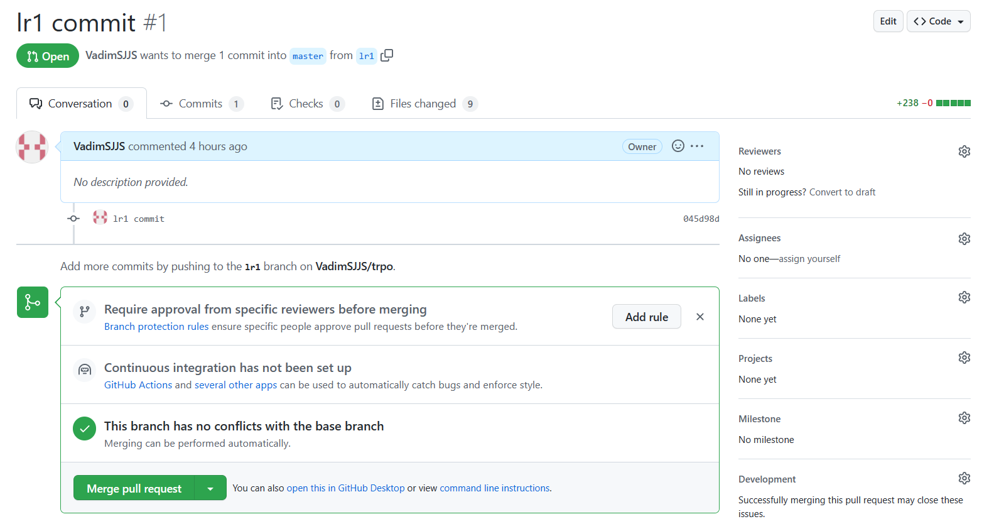 lr1 commit #1
Edit
<> Code
Open
VadimSJJS wants to merge 1 commit into master from lr1
Conversation 0
Commits 1
Checks 0
Files changed 9
+238 −0
VadimSJJS commented 4 hours ago
Owner
No description provided.
lr1 commit
045d98d
Add more commits by pushing to the lr1 branch on VadimSJJS/trpo.
Require approval from specific reviewers before merging
Branch protection rules ensure specific people approve pull requests before they're merged.
Add rule
Continuous integration has not been set up
GitHub Actions and several other apps can be used to automatically catch bugs and enforce style.
This branch has no conflicts with the base branch
Merging can be performed automatically.
Merge pull request
You can also open this in GitHub Desktop or view command line instructions.
Reviewers
No reviews
Still in progress? Convert to draft
Assignees
No one—assign yourself
Labels
None yet
Projects
None yet
Milestone
No milestone
Development
Successfully merging this pull request may close these
issues.